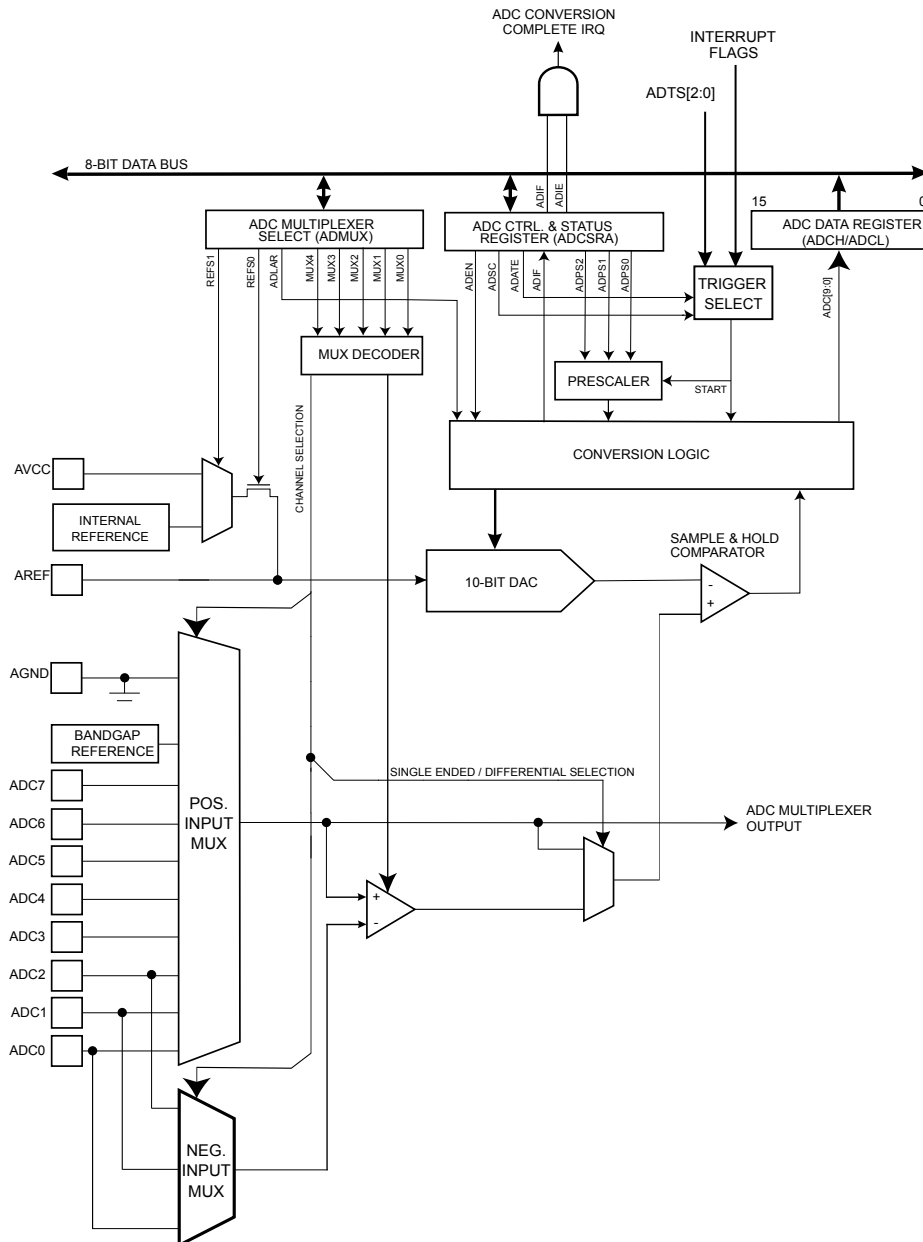 ADC CONVERSION
COMPLETE IRQ
INTERRUPT
FLAGS
ADTS[2:0]
8-BIT DATA BUS
ADIF
ADIE
15
0
ADC MULTIPLEXER
SELECT (ADMUX)
ADC CTRL. & STATUS
REGISTER (ADCSRA)
ADC DATA REGISTER
(ADCH/ADCL)
REFS1
REFS0
ADLAR
MUX4
MUX3
MUX2
MUX1
MUX0
ADEN
ADSC
ADATE
ADIF
ADPS2
ADPS1
ADPS0
TRIGGER
SELECT
ADC[9:0]
MUX DECODER
PRESCALER
START
CHANNEL SELECTION
CONVERSION LOGIC
AVCC
INTERNAL
REFERENCE
SAMPLE & HOLD
COMPARATOR
AREF
10-BIT DAC
-
+
AGND
BANDGAP
REFERENCE
SINGLE ENDED / DIFFERENTIAL SELECTION
ADC7
POS.
INPUT
MUX
ADC MULTIPLEXER
OUTPUT
ADC6
ADC5
ADC4
+
-
ADC3
ADC2
ADC1
ADC0
NEG.
INPUT
MUX